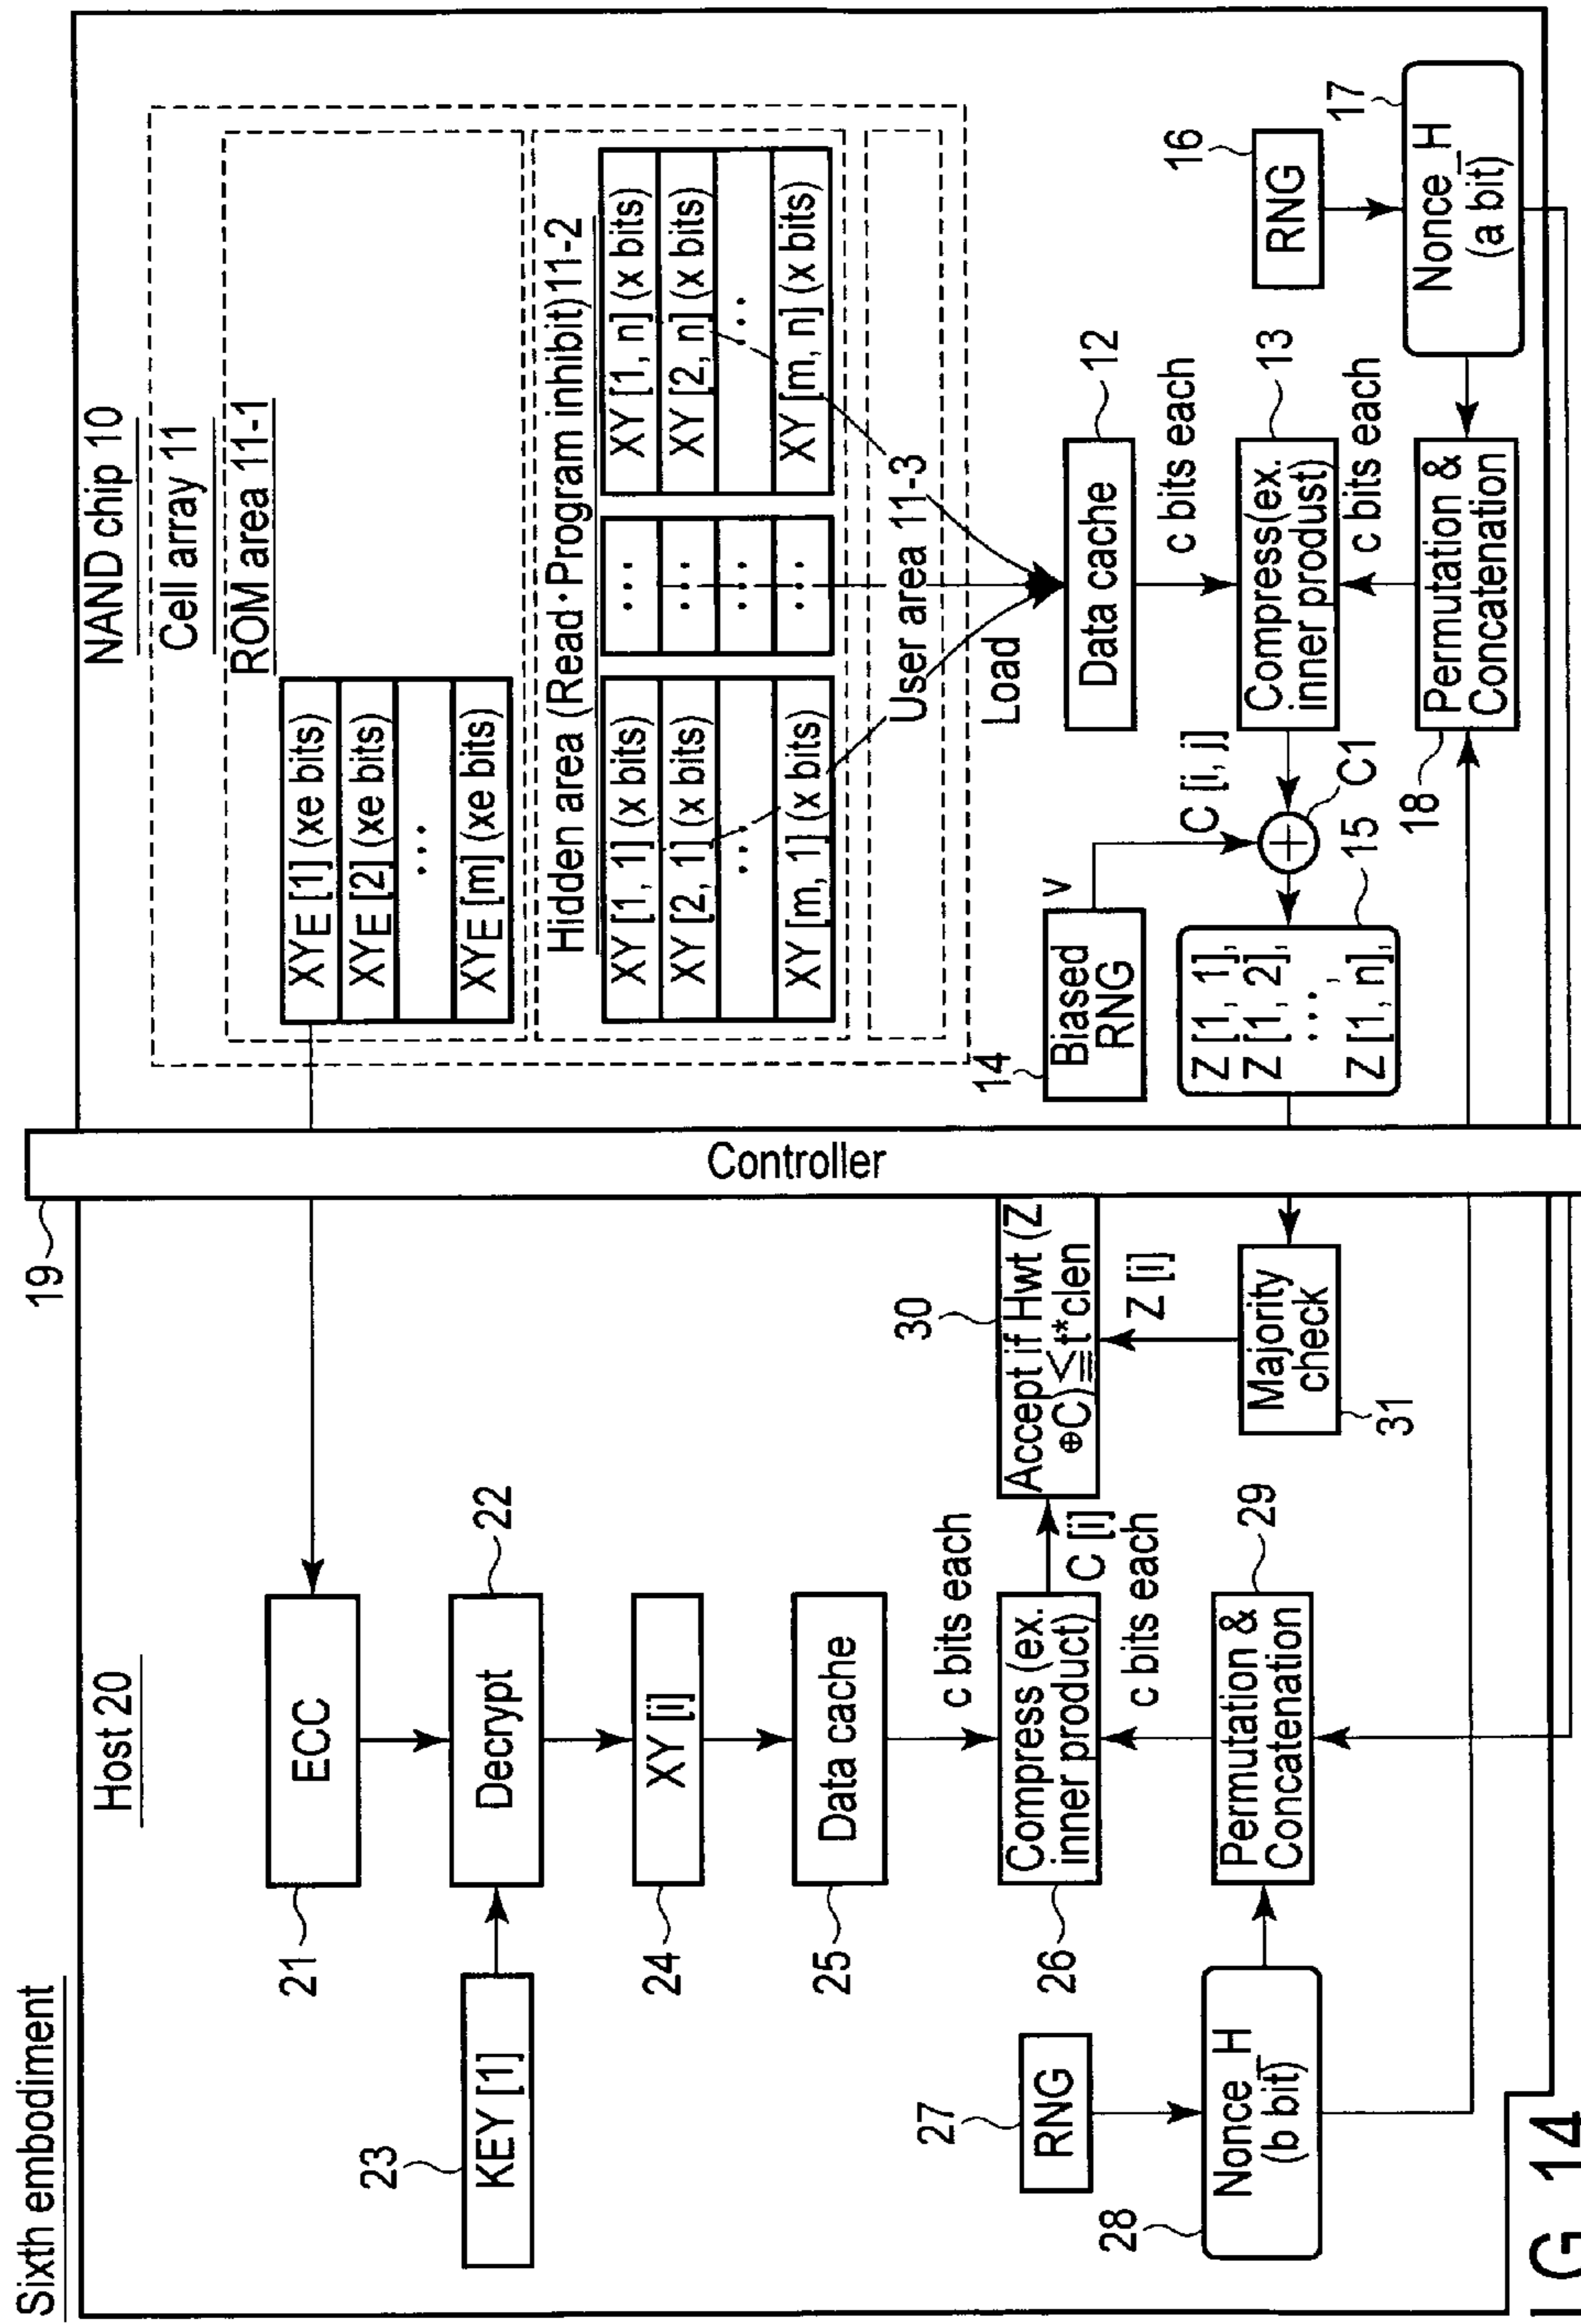 Sixth embodiment
Host 20
NAND chip 10
Cell array 11
ROM area 11-1
XYE [1] (xe bits)
XYE [2] (xe bits)
...
XYE [m] (xe bits)
Hidden area (Read·Program inhibit)11-2
XY [1, 1] (x bits)
XY [2, 1] (x bits)
...
XY [m, 1] (x bits)
...
...
...
...
XY [1, n] (x bits)
XY [2, n] (x bits)
...
XY [m, n] (x bits)
User area 11-3
Load
19
Controller
ECC
21
Decrypt
22
KEY [1]
23
XY [i]
24
Data cache
25
c bits each
Compress (ex.
inner product)
26
C [i]
c bits each
Accept if Hwt (Z
⊕C)≦t*clen
30
Z [i]
Majority
check
31
Permutation &
Concatenation
29
RNG
27
Nonce_H
(b bit)
28
Data cache
12
c bits each
Compress(ex.
inner produst)
13
c bits each
C [i, j]
C1
Biased
RNG
14
v
Z [1, 1],
Z [1, 2],
...,
Z [1, n],
15
Permutation &
Concatenation
18
RNG
16
Nonce_H
(a bit)
17
I G. 14